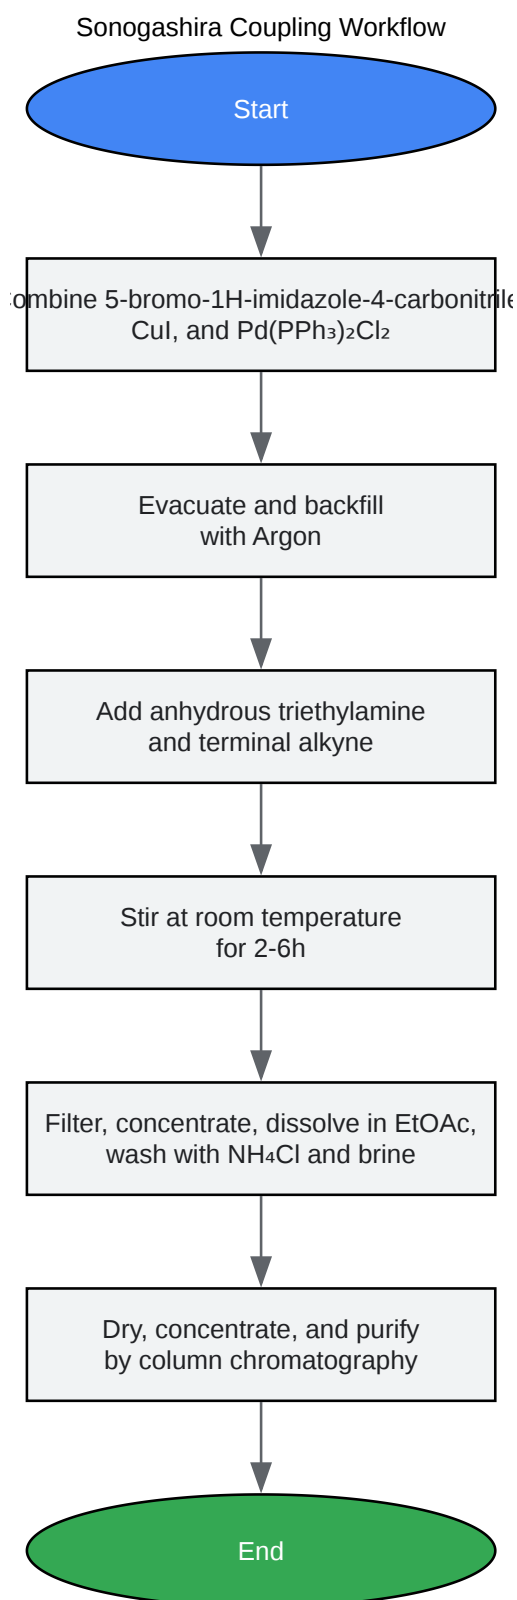 Sonogashira Coupling Workflow
Start
Combine 5-bromo-1H-imidazole-4-carbonitrile
CuI, and Pd(PPh₃)₂Cl₂
Evacuate and backfill
with Argon
Add anhydrous triethylamine
and terminal alkyne
Stir at room temperature
for 2-6h
Filter, concentrate, dissolve in EtOAc,
wash with NH₄Cl and brine
Dry, concentrate, and purify
by column chromatography
End